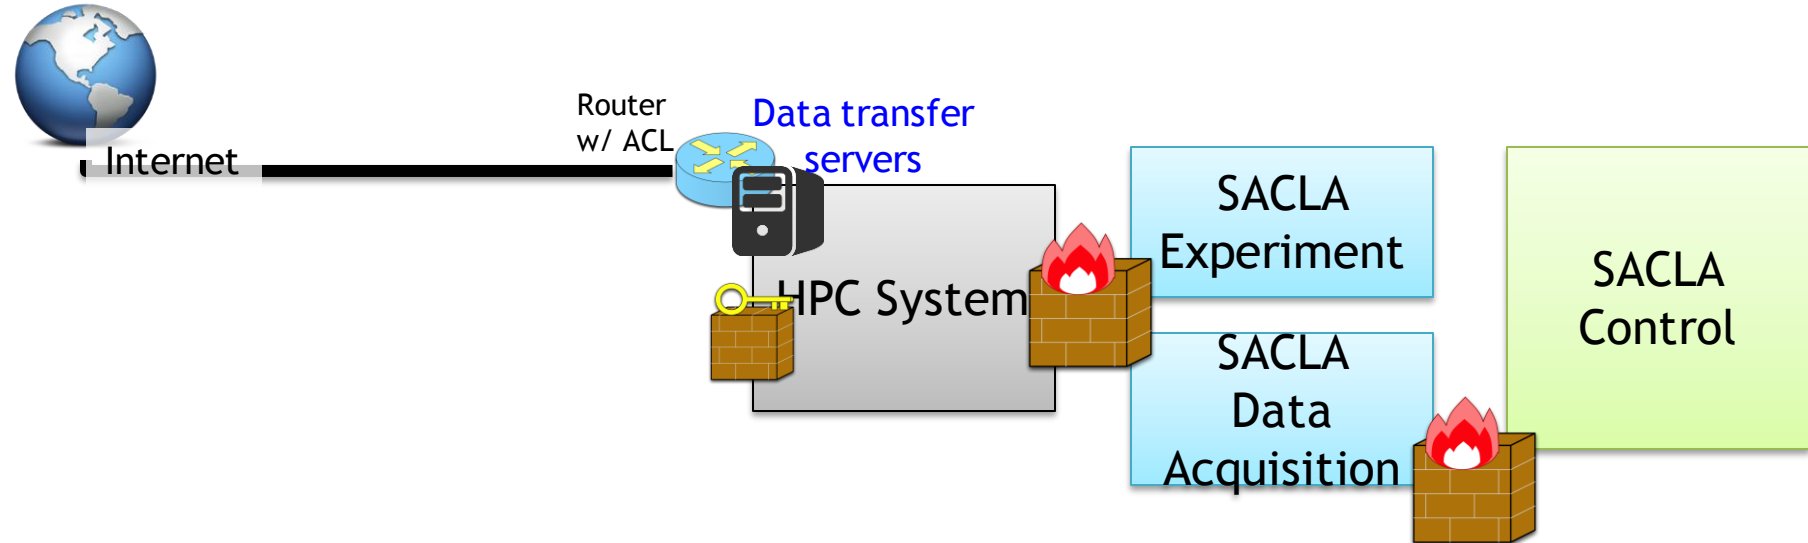 Internet
Router
w/ ACL
Data transfer
servers
HPC System
SACLA
Experiment
SACLA
Data
Acquisition
SACLA
Control